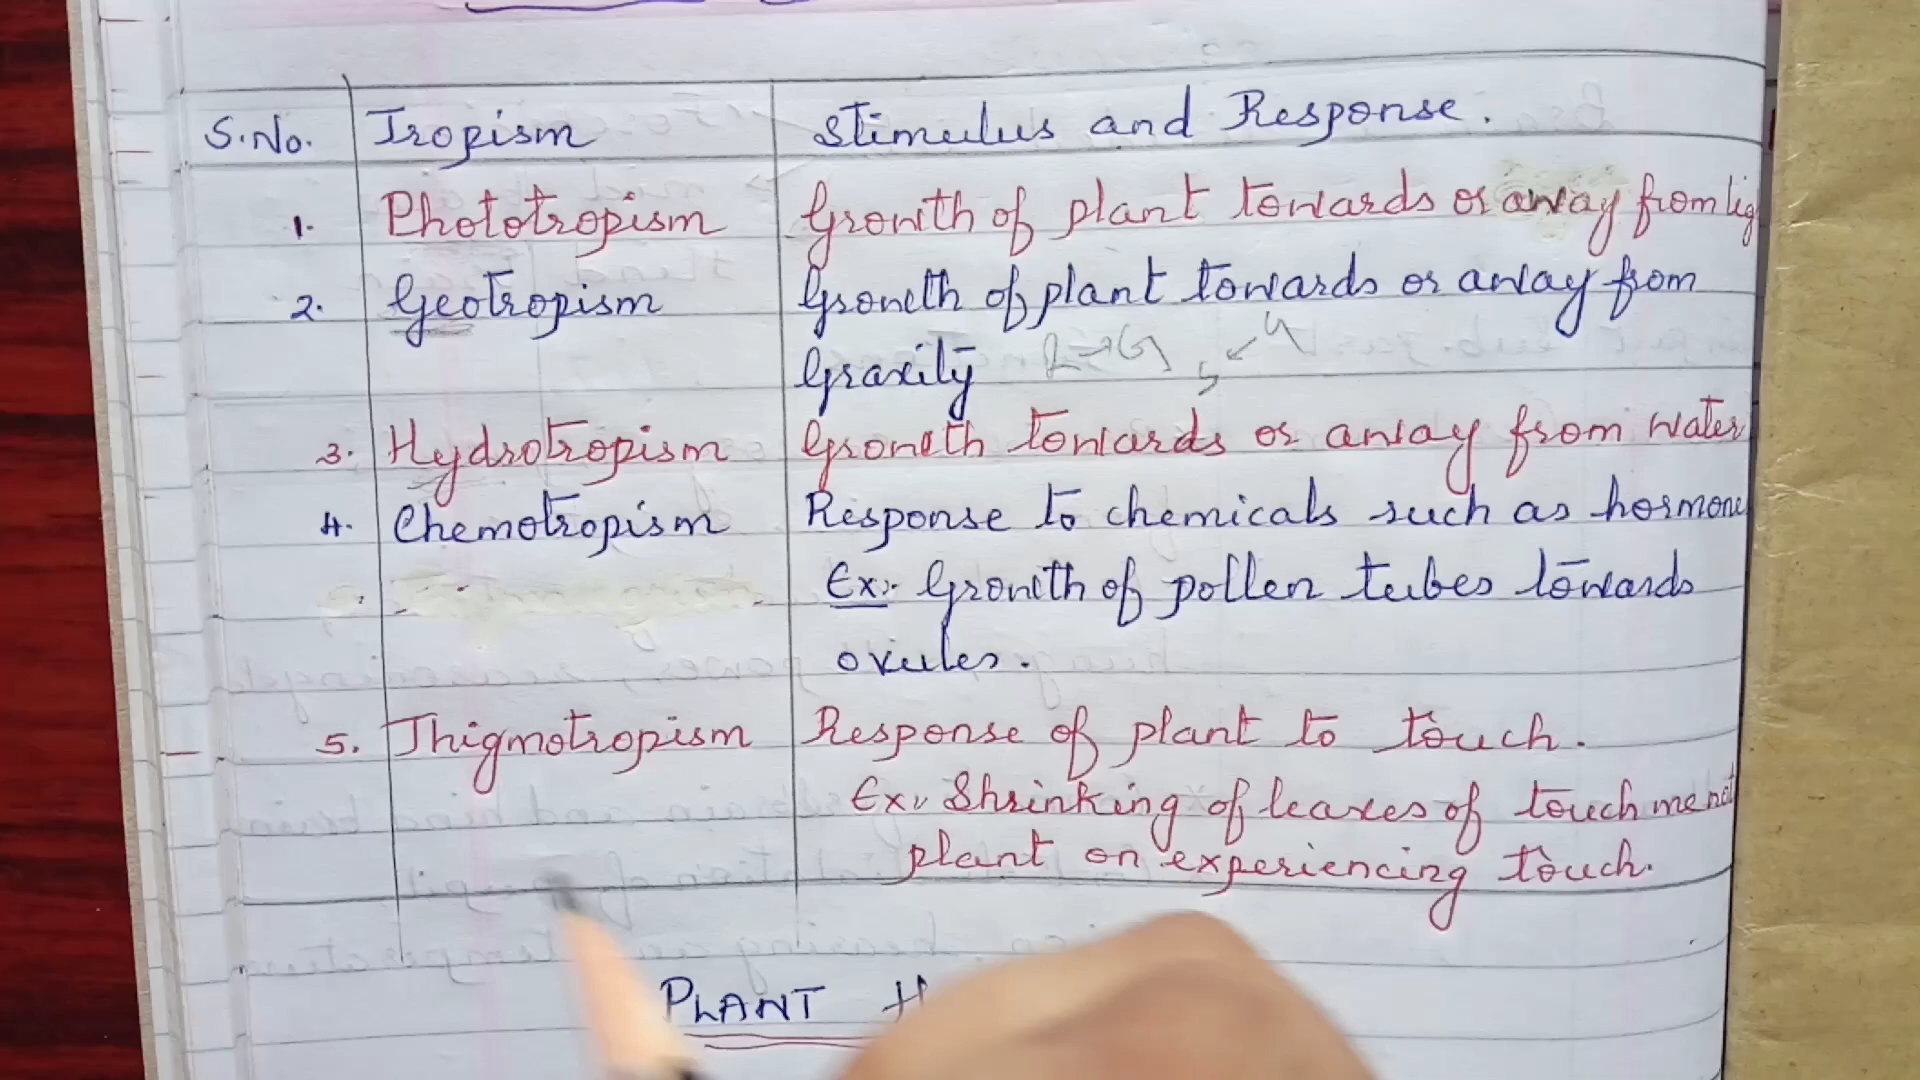 S.No. Tropism Stimulus and Response.
1. Phototropism Growth of plant towards or away from lig
2. Geotropism Growth of plant towards or away from
Gravity R→G
3. Hydrotropism Growth towards or away from water
4. Chemotropism Response to chemicals such as hormone
Ex:- Growth of pollen tubes towards
ovules.
5. Thigmotropism Response of plant to touch.
Ex:- Shrinking of leaves of touch me not
plant on experiencing touch.
PLANT H